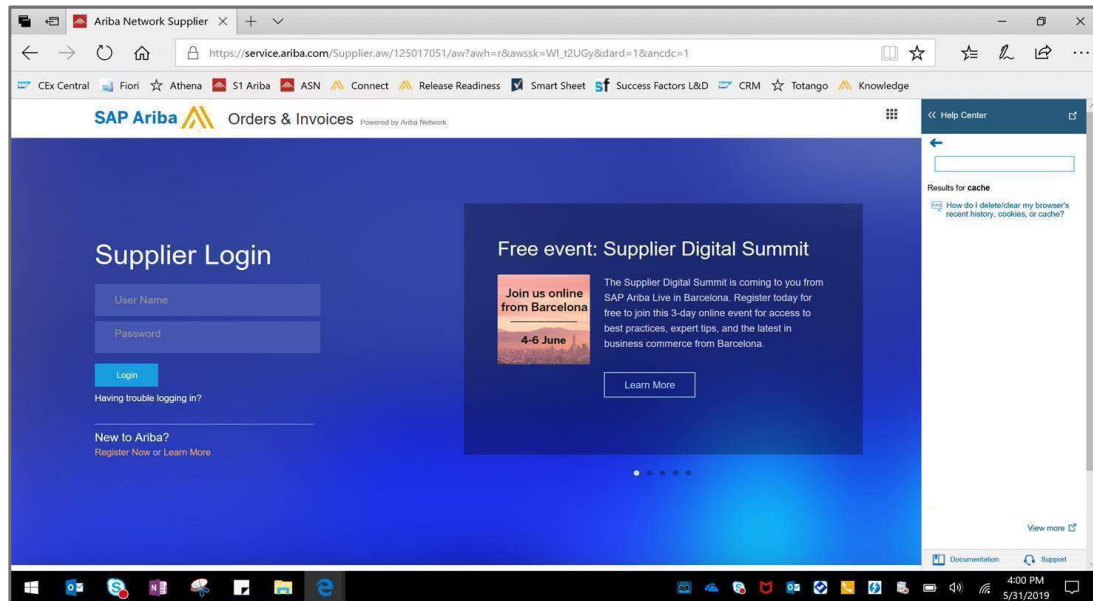 Ariba Network Supplier
https://service.ariba.com/Supplier.aw/125017051/aw?awh=r&awssk=WI_t2UGy&dard=1&ancdc=1
CEx Central Fiori Athena S1 Ariba ASN Connect Release Readiness Smart Sheet Sf Success Factors L&D CRM Totango Knowledge
SAP Ariba Orders & Invoices Powered by Ariba Network
<< Help Center
Results for cache
FAQ How do I delete/clear my browser's
recent history, cookies, or cache?
Supplier Login
User Name
Password
Login
Having trouble logging in?
New to Ariba?
Register Now or Learn More
Free event: Supplier Digital Summit
Join us online
from Barcelona
4-6 June
The Supplier Digital Summit is coming to you from
SAP Ariba Live in Barcelona. Register today for
free to join this 3-day online event for access to
best practices, expert tips, and the latest in
business commerce from Barcelona.
Learn More
View more
Documentation Support
4:00 PM
5/31/2019